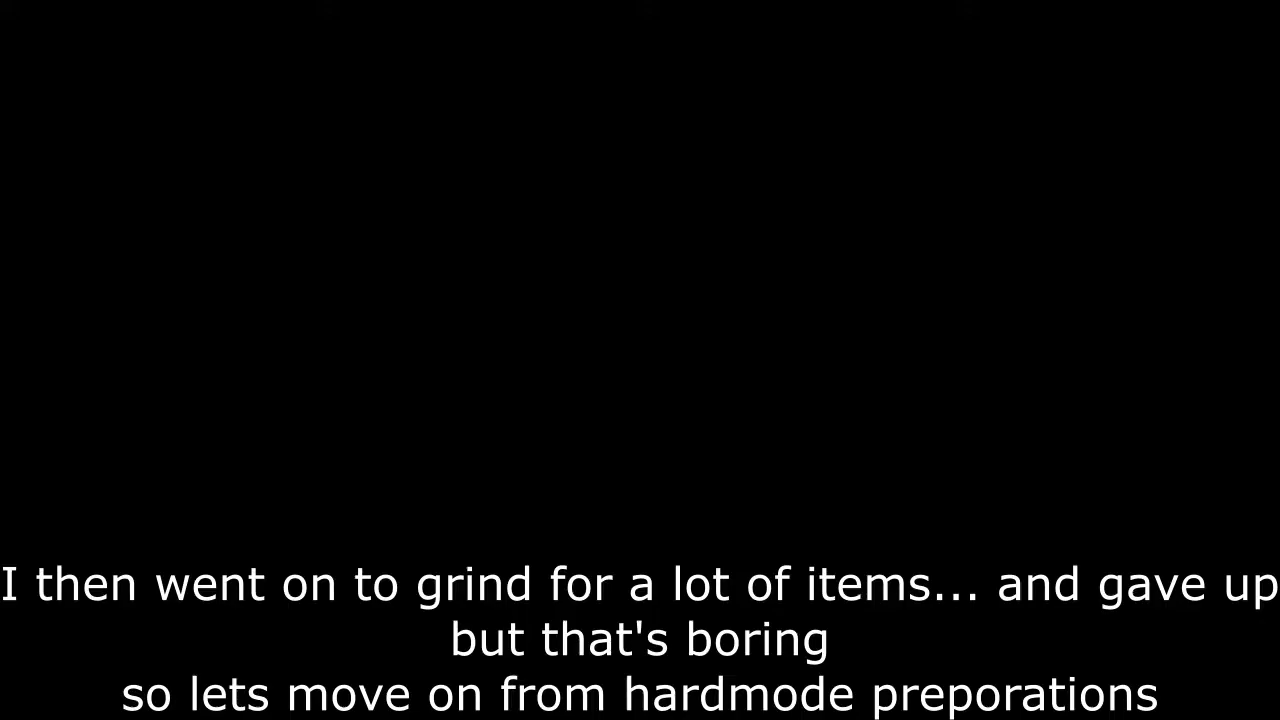 I then went on to grind for a lot of items... and gave up
but that's boring
so lets move on from hardmode preporations